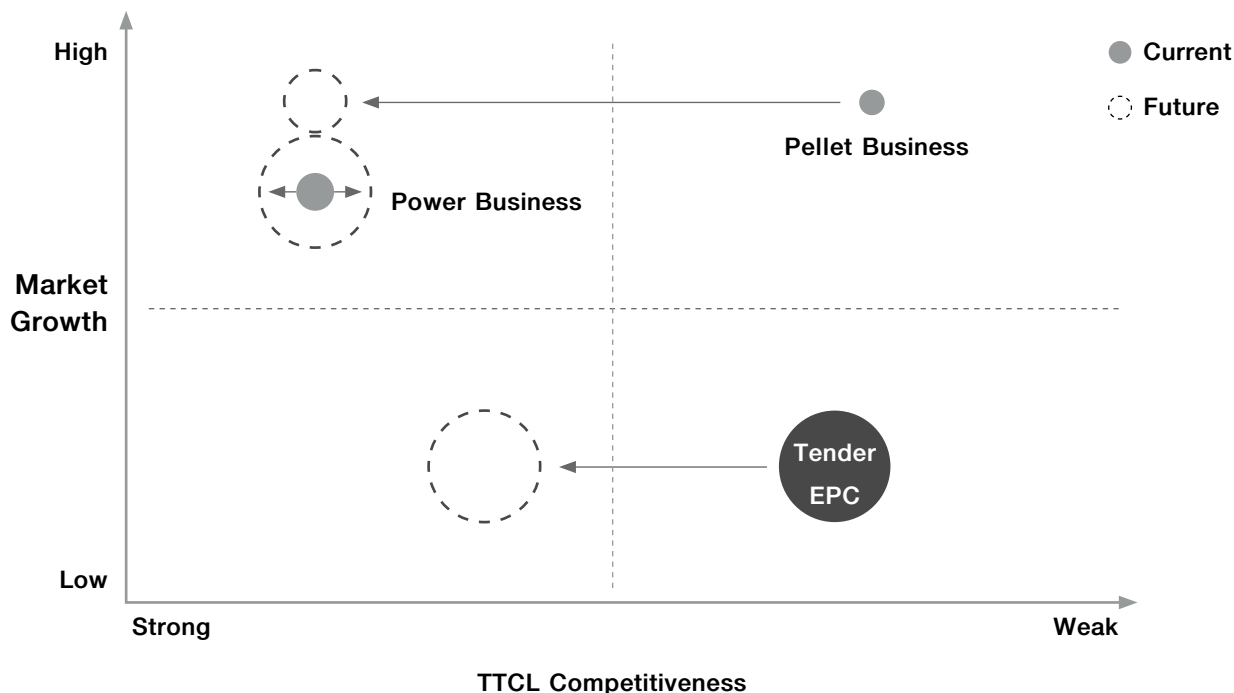 High
Current
Future
Pellet Business
Power Business
Market
Growth
Tender
EPC
Low
Strong
Weak
TTCL Competitiveness